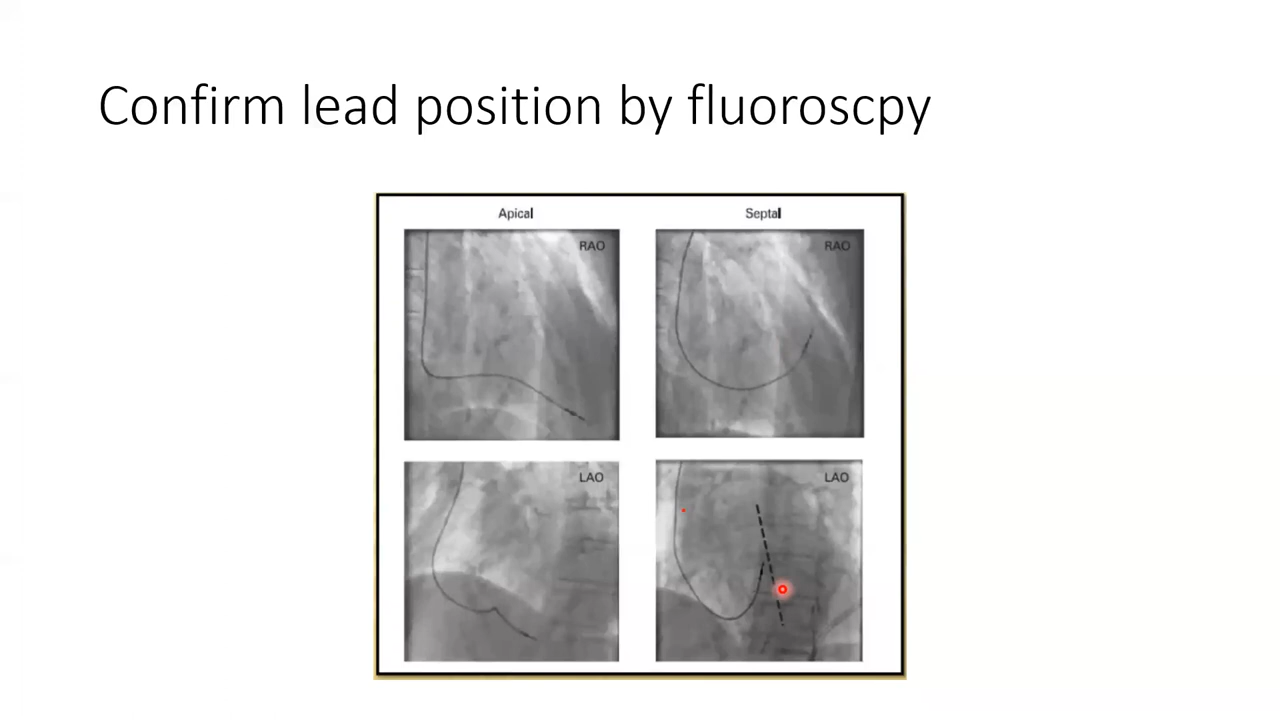 Confirm lead position by fluoroscpy
Apical
Septal
RAO
RAO
LAO
LAO